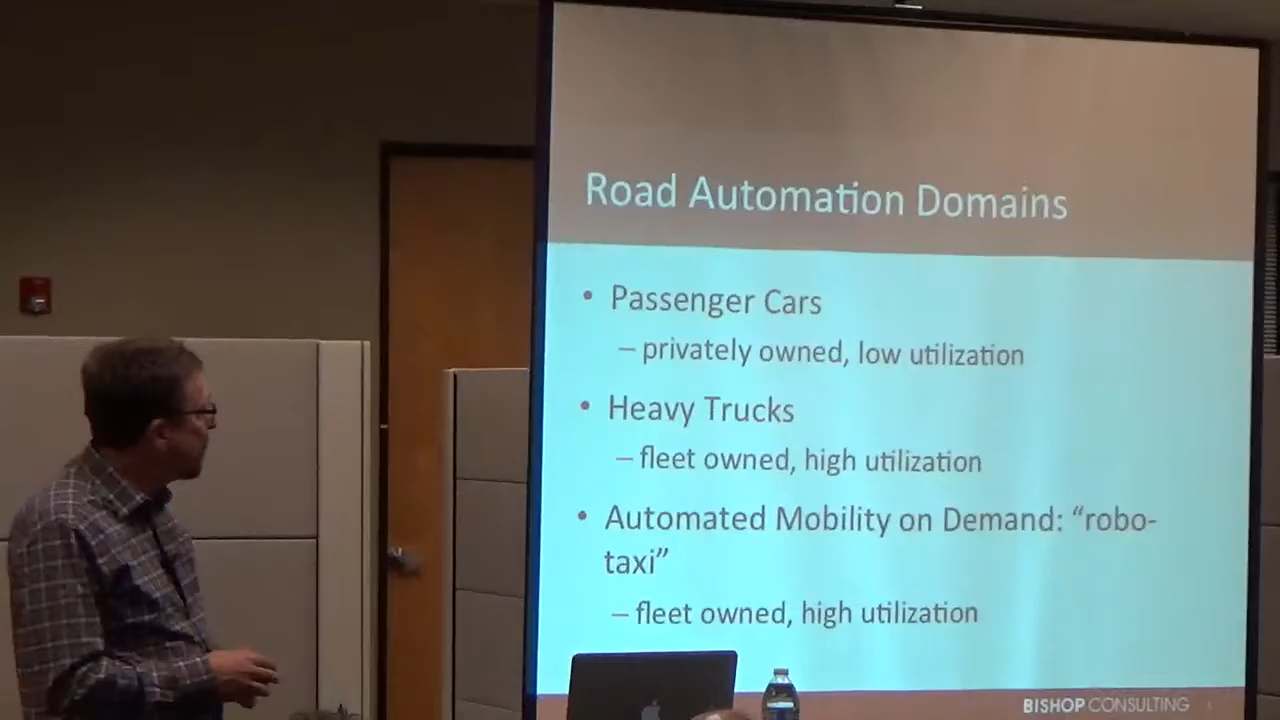 Road Automation Domains
• Passenger Cars
– privately owned, low utilization
• Heavy Trucks
– fleet owned, high utilization
• Automated Mobility on Demand: “robo-
taxi”
– fleet owned, high utilization
BISHOP CONSULTING